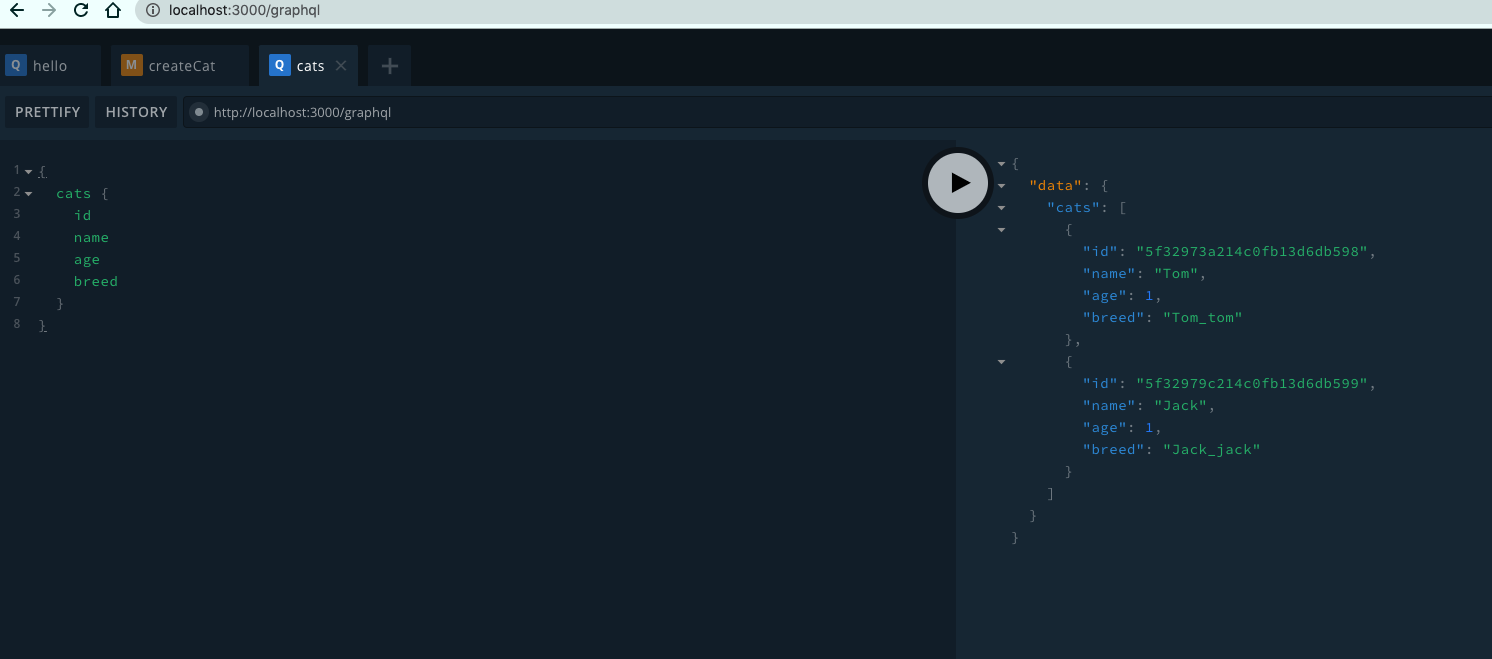 localhost:3000/graphql
Q hello M createCat Q cats
PRETTIFY HISTORY http://localhost:3000/graphql
1 {
2 cats {
3 id
4 name
5 age
6 breed
7 }
8 }
{
"data": {
"cats": [
{
"id": "5f32973a214c0fb13d6db598",
"name": "Tom",
"age": 1,
"breed": "Tom_tom"
},
{
"id": "5f32979c214c0fb13d6db599",
"name": "Jack",
"age": 1,
"breed": "Jack_jack"
}
]
}
}